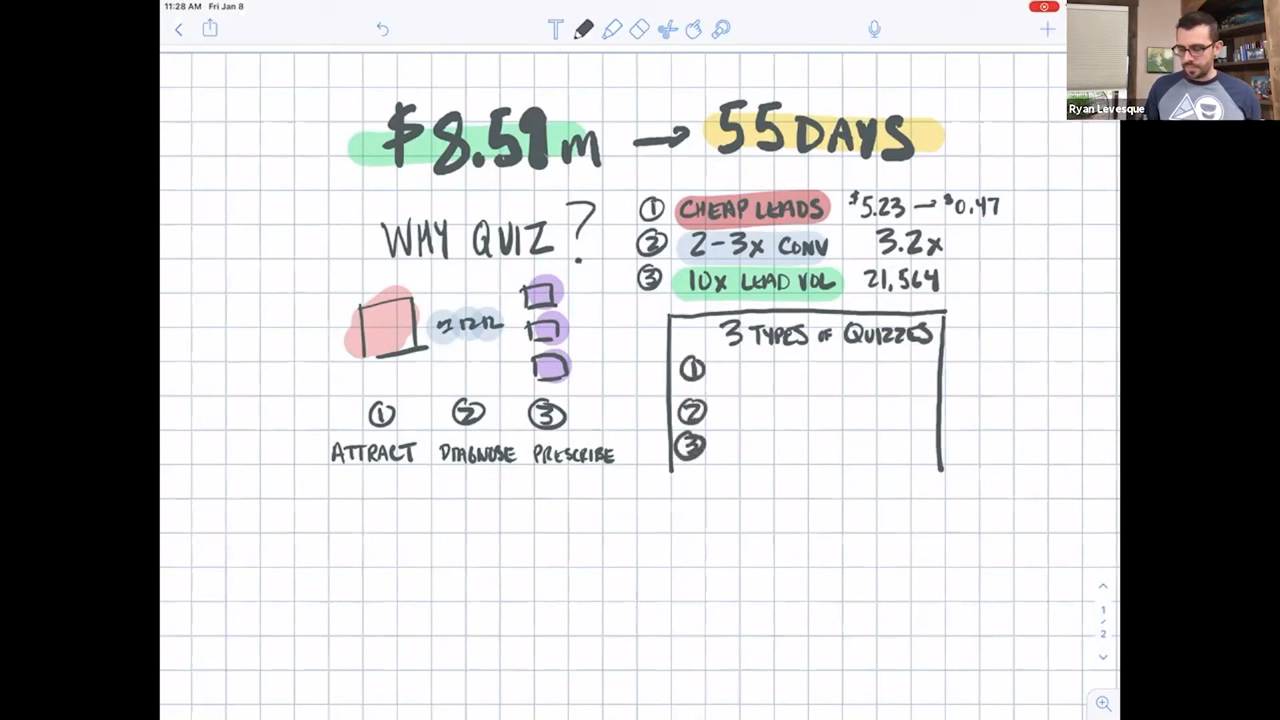 11:28 AM Fri Jan 8
Ryan Levesque
$8.59m → 55 DAYS
WHY QUIZ?
① CHEAP LEADS $5.23 → $0.47
② 2-3x CONV 3.2x
③ 10x LEAD VOL 21,564
3 TYPES OF QUIZZES
①
②
③
① ② ③
ATTRACT DIAGNOSE PRESCRIBE
1
2